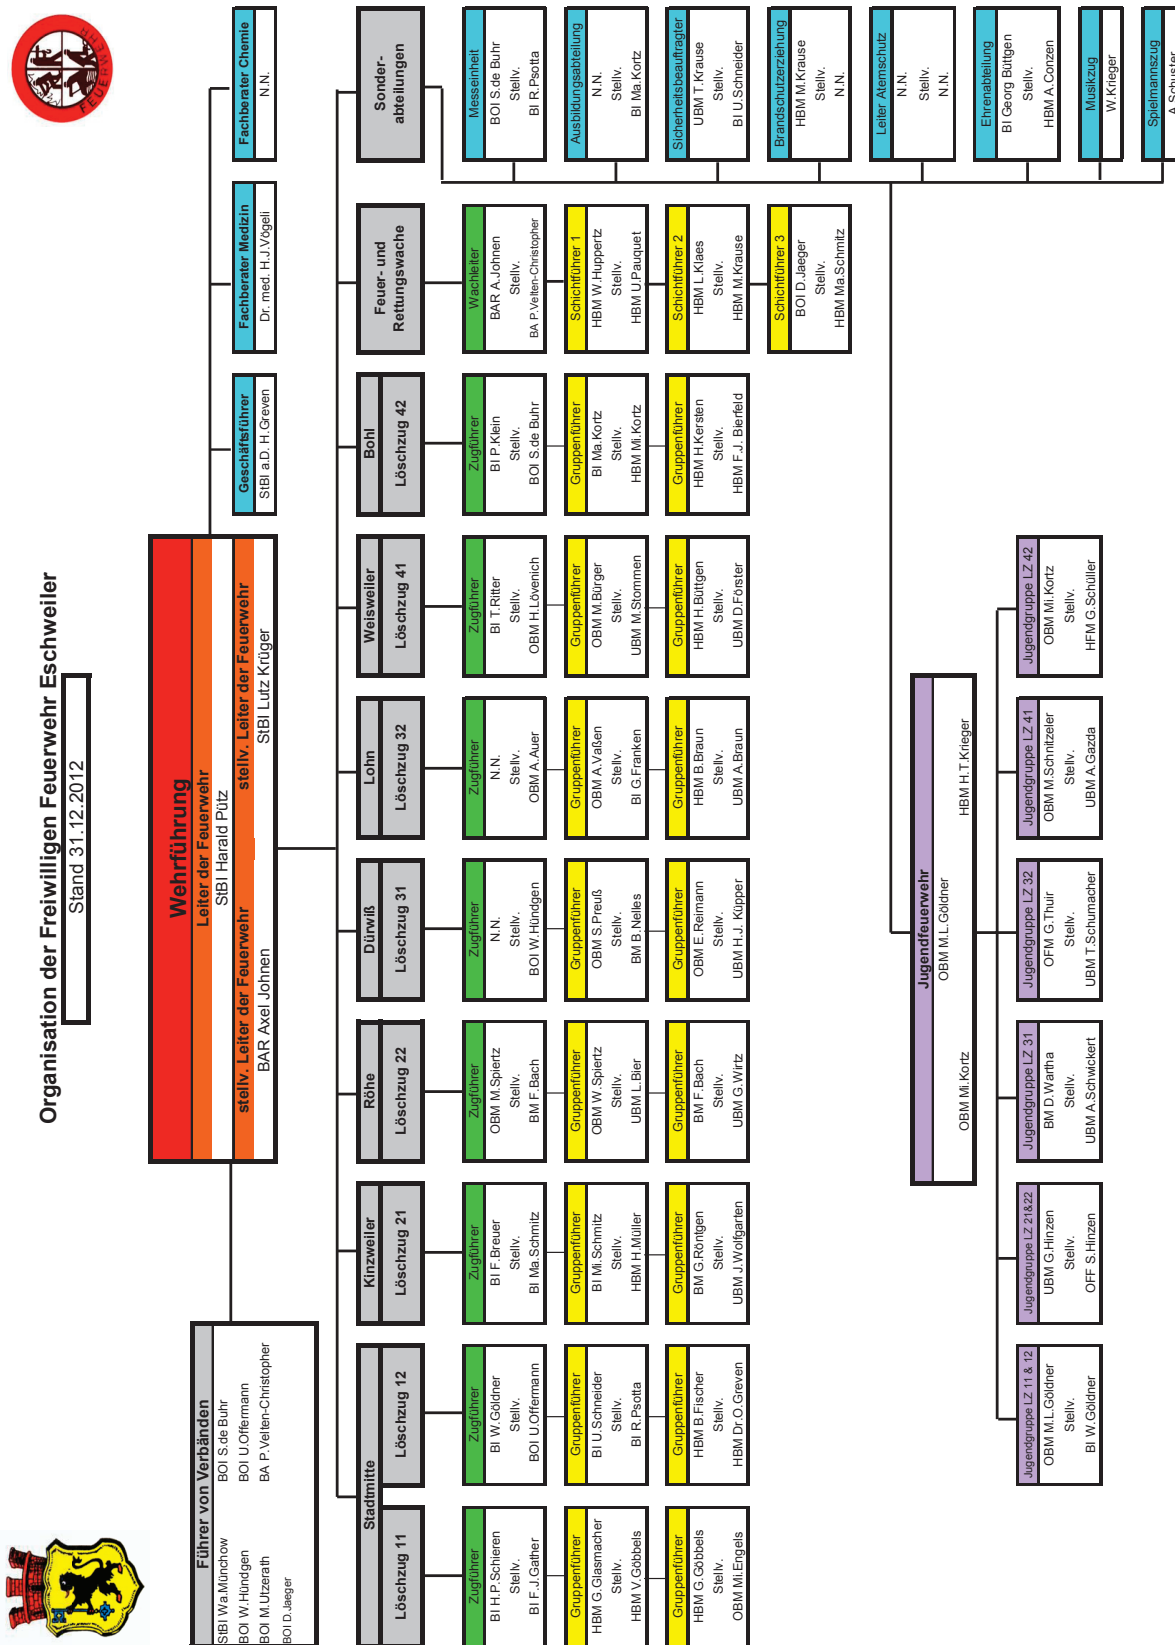 Organisation der Freiwilligen Feuerwehr Eschweiler
Stand 31.12.2012
FEUERWEHR
Führer von Verbänden
StBI Wa.Münchow
BOI S.de Buhr
BOI W.Hündgen
BOI U.Offermann
BOI M.Utzerath
BA P.Velten-Christopher
BOI D.Jaeger
Wehrführung
Leiter der Feuerwehr
StBI Harald Pütz
stellv. Leiter der Feuerwehr
stellv. Leiter der Feuerwehr
BAR Axel Johnen
StBI Lutz Krüger
Geschäftsführer
StBI a.D. H.Greven
Fachberater Medizin
Dr. med. H.J.Vögeli
Fachberater Chemie
N.N.
Stadtmitte
Löschzug 11
Zugführer
BI H.P.Schieren
Stellv.
BI F.J.Gather
Gruppenführer
HBM G.Glasmacher
Stellv.
HBM V.Göbbels
Gruppenführer
HBM G.Göbbels
Stellv.
OBM Mi.Engels
Löschzug 12
Zugführer
BI W.Göldner
Stellv.
BOI U.Offermann
Gruppenführer
BI U.Schneider
Stellv.
BI R.Psotta
Gruppenführer
HBM B.Fischer
Stellv.
HBM Dr.O.Greven
Kinzweiler
Löschzug 21
Zugführer
BI F.Breuer
Stellv.
BI Ma.Schmitz
Gruppenführer
BI Mi.Schmitz
Stellv.
HBM H.Müller
Gruppenführer
BM G.Röntgen
Stellv.
UBM J.Wolfgarten
Röhe
Löschzug 22
Zugführer
OBM M.Spiertz
Stellv.
BM F.Bach
Gruppenführer
OBM W.Spiertz
Stellv.
UBM L.Bier
Gruppenführer
BM F.Bach
Stellv.
UBM G.Wirtz
Dürwiß
Löschzug 31
Zugführer
N.N.
Stellv.
BOI W.Hündgen
Gruppenführer
OBM S.Preuß
Stellv.
BM B.Nelles
Gruppenführer
OBM E.Reimann
Stellv.
UBM H.J. Küpper
Lohn
Löschzug 32
Zugführer
N.N.
Stellv.
OBM A.Auer
Gruppenführer
OBM A.Vaßen
Stellv.
BI G.Franken
Gruppenführer
HBM B.Braun
Stellv.
UBM A.Braun
Weisweiler
Löschzug 41
Zugführer
BI T.Ritter
Stellv.
OBM H.Lövenich
Gruppenführer
OBM M.Bürger
Stellv.
UBM M.Stommen
Gruppenführer
HBM H.Büttgen
Stellv.
UBM D.Förster
Bohl
Löschzug 42
Zugführer
BI P.Klein
Stellv.
BOI S.de Buhr
Gruppenführer
BI Ma.Kortz
Stellv.
HBM Mi.Kortz
Gruppenführer
HBM H.Kersten
Stellv.
HBM F.J. Bierfeld
Feuer- und
Rettungswache
Wachleiter
BAR A.Johnen
Stellv.
BA P.Velten-Christopher
Schichtführer 1
HBM W.Huppertz
Stellv.
HBM U.Pauquet
Schichtführer 2
HBM L.Klaes
Stellv.
HBM M.Krause
Schichtführer 3
BOI D.Jaeger
Stellv.
HBM Ma.Schmitz
Sonder-
abteilungen
Messeinheit
BOI S.de Buhr
Stellv.
BI R.Psotta
Ausbildungsabteilung
N.N.
Stellv.
BI Ma.Kortz
Sicherheitsbeauftragter
UBM T.Krause
Stellv.
BI U.Schneider
Brandschutzerziehung
HBM M.Krause
Stellv.
N.N.
Leiter Atemschutz
N.N.
Stellv.
N.N.
Ehrenabteilung
BI Georg Büttgen
Stellv.
HBM A.Conzen
Musikzug
W.Krieger
Spielmannszug
A.Schuster
Jugendfeuerwehr
OBM M.L.Göldner
OBM Mi.Kortz
HBM H.T.Krieger
Jugendgruppe LZ 11 & 12
OBM M.L.Göldner
Stellv.
BI W.Göldner
Jugendgruppe LZ 21&22
UBM G.Hinzen
Stellv.
OFF S.Hinzen
Jugendgruppe LZ 31
BM D.Wartha
Stellv.
UBM A.Schwickert
Jugendgruppe LZ 32
OFM G.Thuir
Stellv.
UBM T.Schumacher
Jugendgruppe LZ 41
OBM M.Schnitzeler
Stellv.
UBM A.Gazda
Jugendgruppe LZ 42
OBM Mi.Kortz
Stellv.
HFM G.Schüller